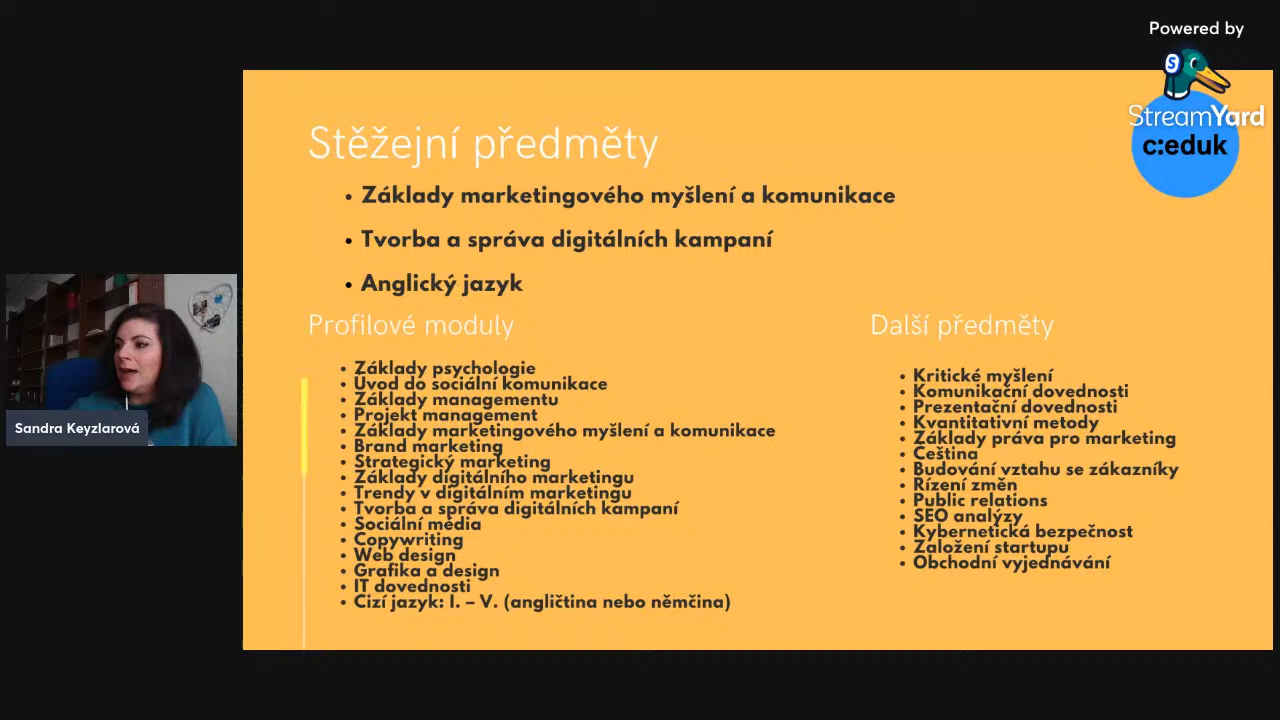 Powered by
StreamYard
c:eduk
Stěžejní předměty
• Základy marketingového myšlení a komunikace
• Tvorba a správa digitálních kampaní
• Anglický jazyk
Profilové moduly
• Základy psychologie
• Úvod do sociální komunikace
• Základy managementu
• Projekt management
• Základy marketingového myšlení a komunikace
• Brand marketing
• Strategický marketing
• Základy digitálního marketingu
• Trendy v digitálním marketingu
• Tvorba a správa digitálních kampaní
• Sociální média
• Copywriting
• Web design
• Grafika a design
• IT dovednosti
• Cizí jazyk: I. – V. (angličtina nebo němčina)
Další předměty
• Kritické myšlení
• Komunikační dovednosti
• Prezentační dovednosti
• Kvantitativní metody
• Základy práva pro marketing
• Čeština
• Budování vztahu se zákazníky
• Řízení změn
• Public relations
• SEO analýzy
• Kybernetická bezpečnost
• Založení startupu
• Obchodní vyjednávání
Sandra Keyzlarová